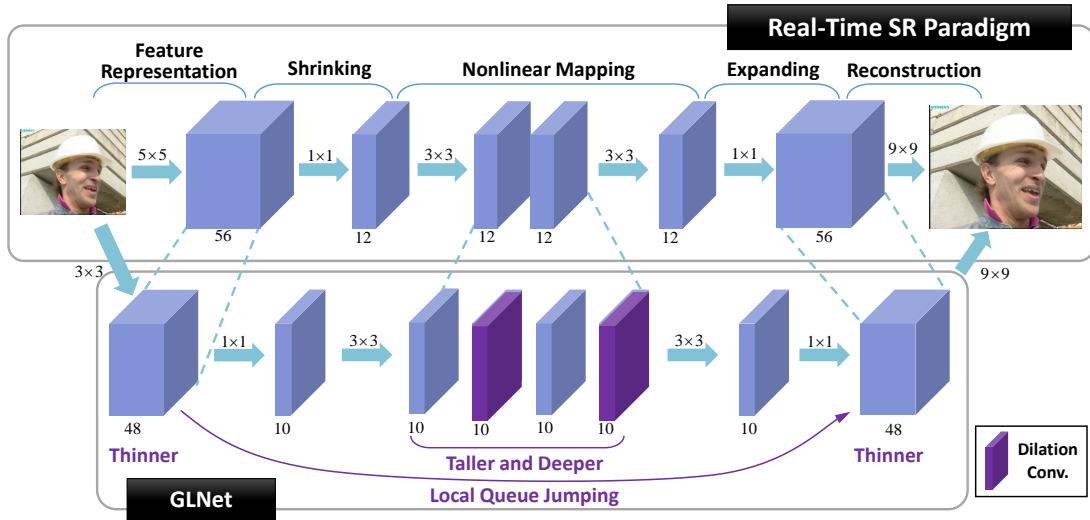 Real-Time SR Paradigm
Feature
Representation
Shrinking
Nonlinear Mapping
Expanding
Reconstruction
SIEMENS
SIEMENS
5×5
1×1
3×3
3×3
1×1
9×9
56
12
12
12
12
56
3×3
9×9
1×1
3×3
3×3
1×1
48
10
10
10
10
10
10
48
Thinner
Taller and Deeper
Thinner
Local Queue Jumping
GLNet
Dilation
Conv.